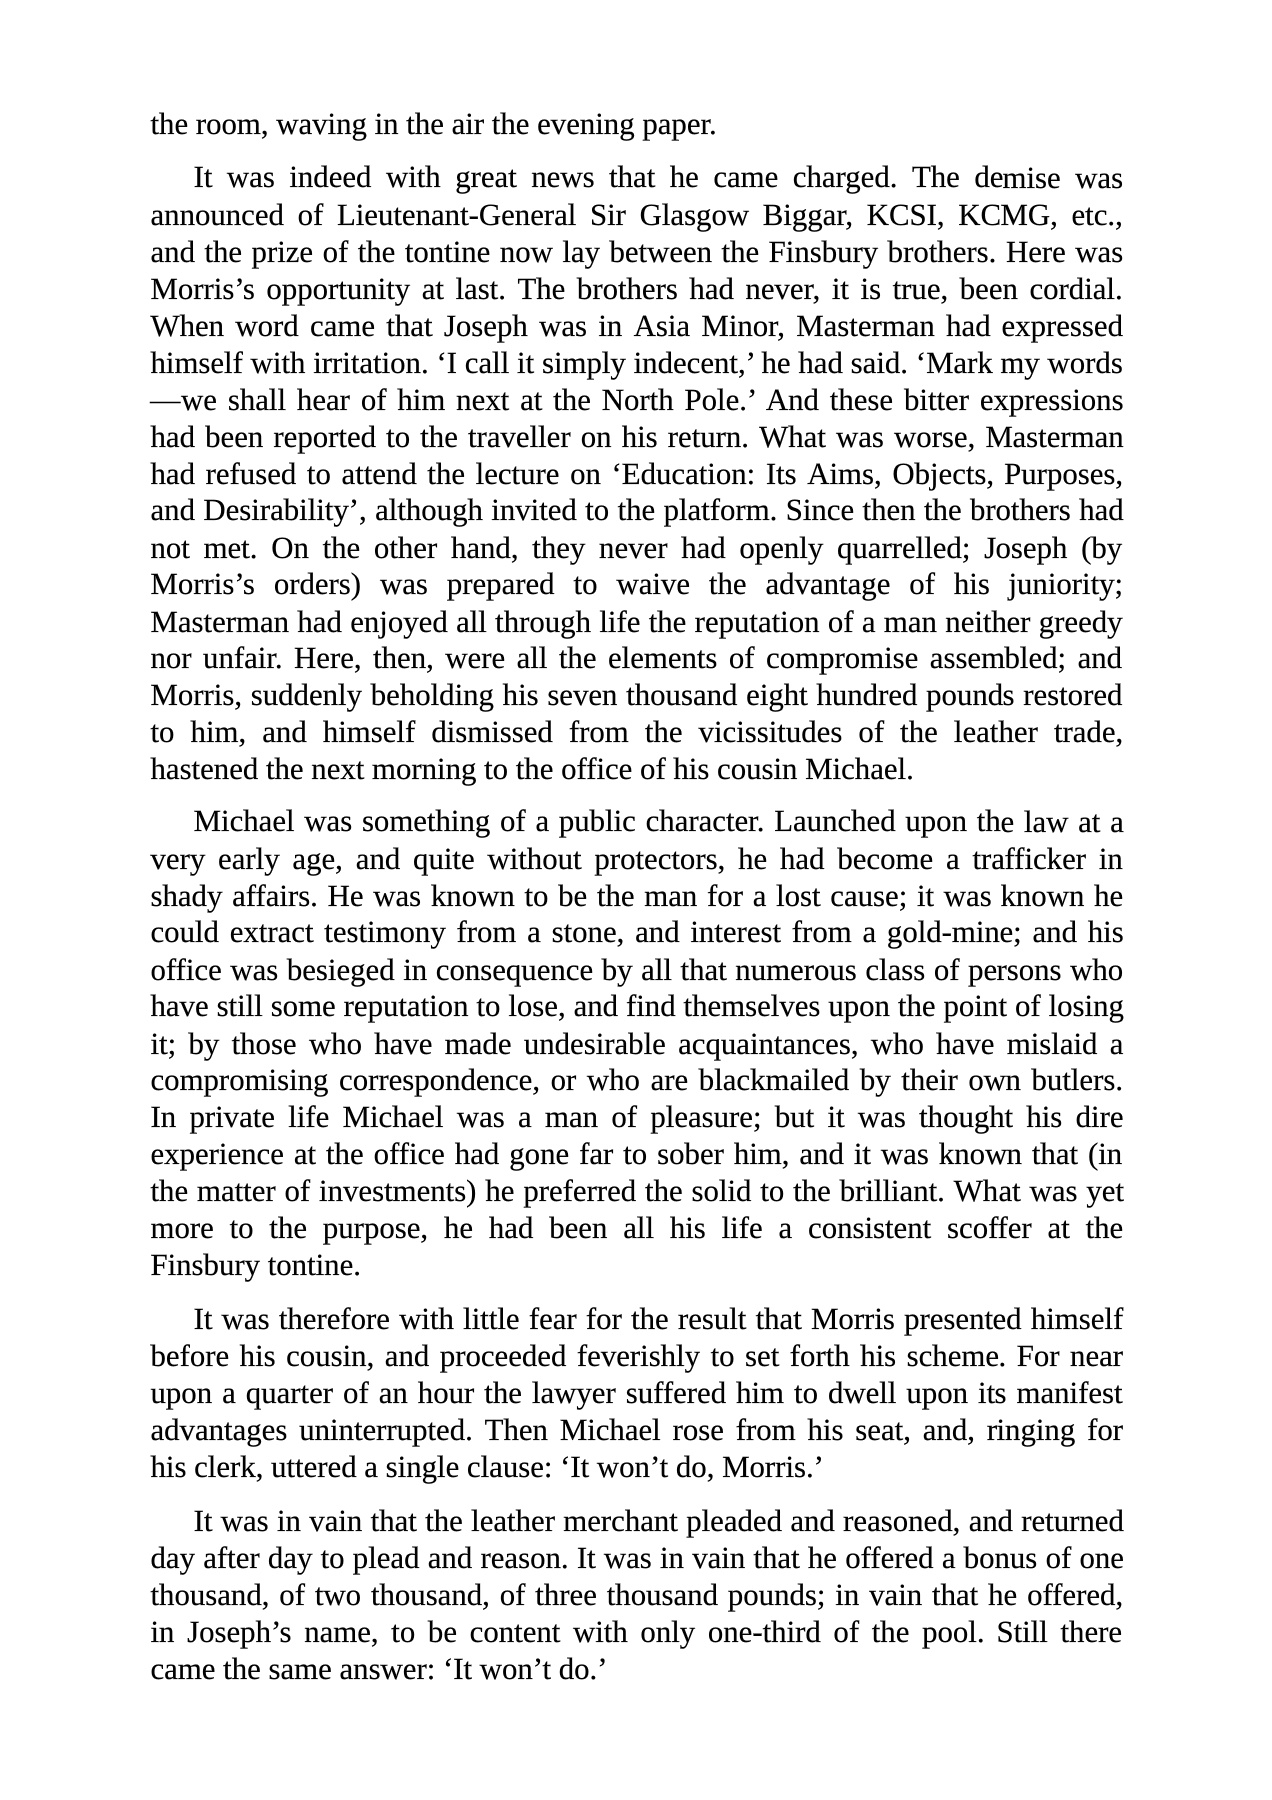 the room, waving in the air the evening paper.
It was indeed with great news that he came charged. The demise was
announced of Lieutenant-General Sir Glasgow Biggar, KCSI, KCMG, etc.,
and the prize of the tontine now lay between the Finsbury brothers. Here was
Morris’s opportunity at last. The brothers had never, it is true, been cordial.
When word came that Joseph was in Asia Minor, Masterman had expressed
himself with irritation. ‘I call it simply indecent,’ he had said. ‘Mark my words
—we shall hear of him next at the North Pole.’ And these bitter expressions
had been reported to the traveller on his return. What was worse, Masterman
had refused to attend the lecture on ‘Education: Its Aims, Objects, Purposes,
and Desirability’, although invited to the platform. Since then the brothers had
not met. On the other hand, they never had openly quarrelled; Joseph (by
Morris’s orders) was prepared to waive the advantage of his juniority;
Masterman had enjoyed all through life the reputation of a man neither greedy
nor unfair. Here, then, were all the elements of compromise assembled; and
Morris, suddenly beholding his seven thousand eight hundred pounds restored
to him, and himself dismissed from the vicissitudes of the leather trade,
hastened the next morning to the office of his cousin Michael.
Michael was something of a public character. Launched upon the law at a
very early age, and quite without protectors, he had become a trafficker in
shady affairs. He was known to be the man for a lost cause; it was known he
could extract testimony from a stone, and interest from a gold-mine; and his
office was besieged in consequence by all that numerous class of persons who
have still some reputation to lose, and find themselves upon the point of losing
it; by those who have made undesirable acquaintances, who have mislaid a
compromising correspondence, or who are blackmailed by their own butlers.
In private life Michael was a man of pleasure; but it was thought his dire
experience at the office had gone far to sober him, and it was known that (in
the matter of investments) he preferred the solid to the brilliant. What was yet
more to the purpose, he had been all his life a consistent scoffer at the
Finsbury tontine.
It was therefore with little fear for the result that Morris presented himself
before his cousin, and proceeded feverishly to set forth his scheme. For near
upon a quarter of an hour the lawyer suffered him to dwell upon its manifest
advantages uninterrupted. Then Michael rose from his seat, and, ringing for
his clerk, uttered a single clause: ‘It won’t do, Morris.’
It was in vain that the leather merchant pleaded and reasoned, and returned
day after day to plead and reason. It was in vain that he offered a bonus of one
thousand, of two thousand, of three thousand pounds; in vain that he offered,
in Joseph’s name, to be content with only one-third of the pool. Still there
came the same answer: ‘It won’t do.’